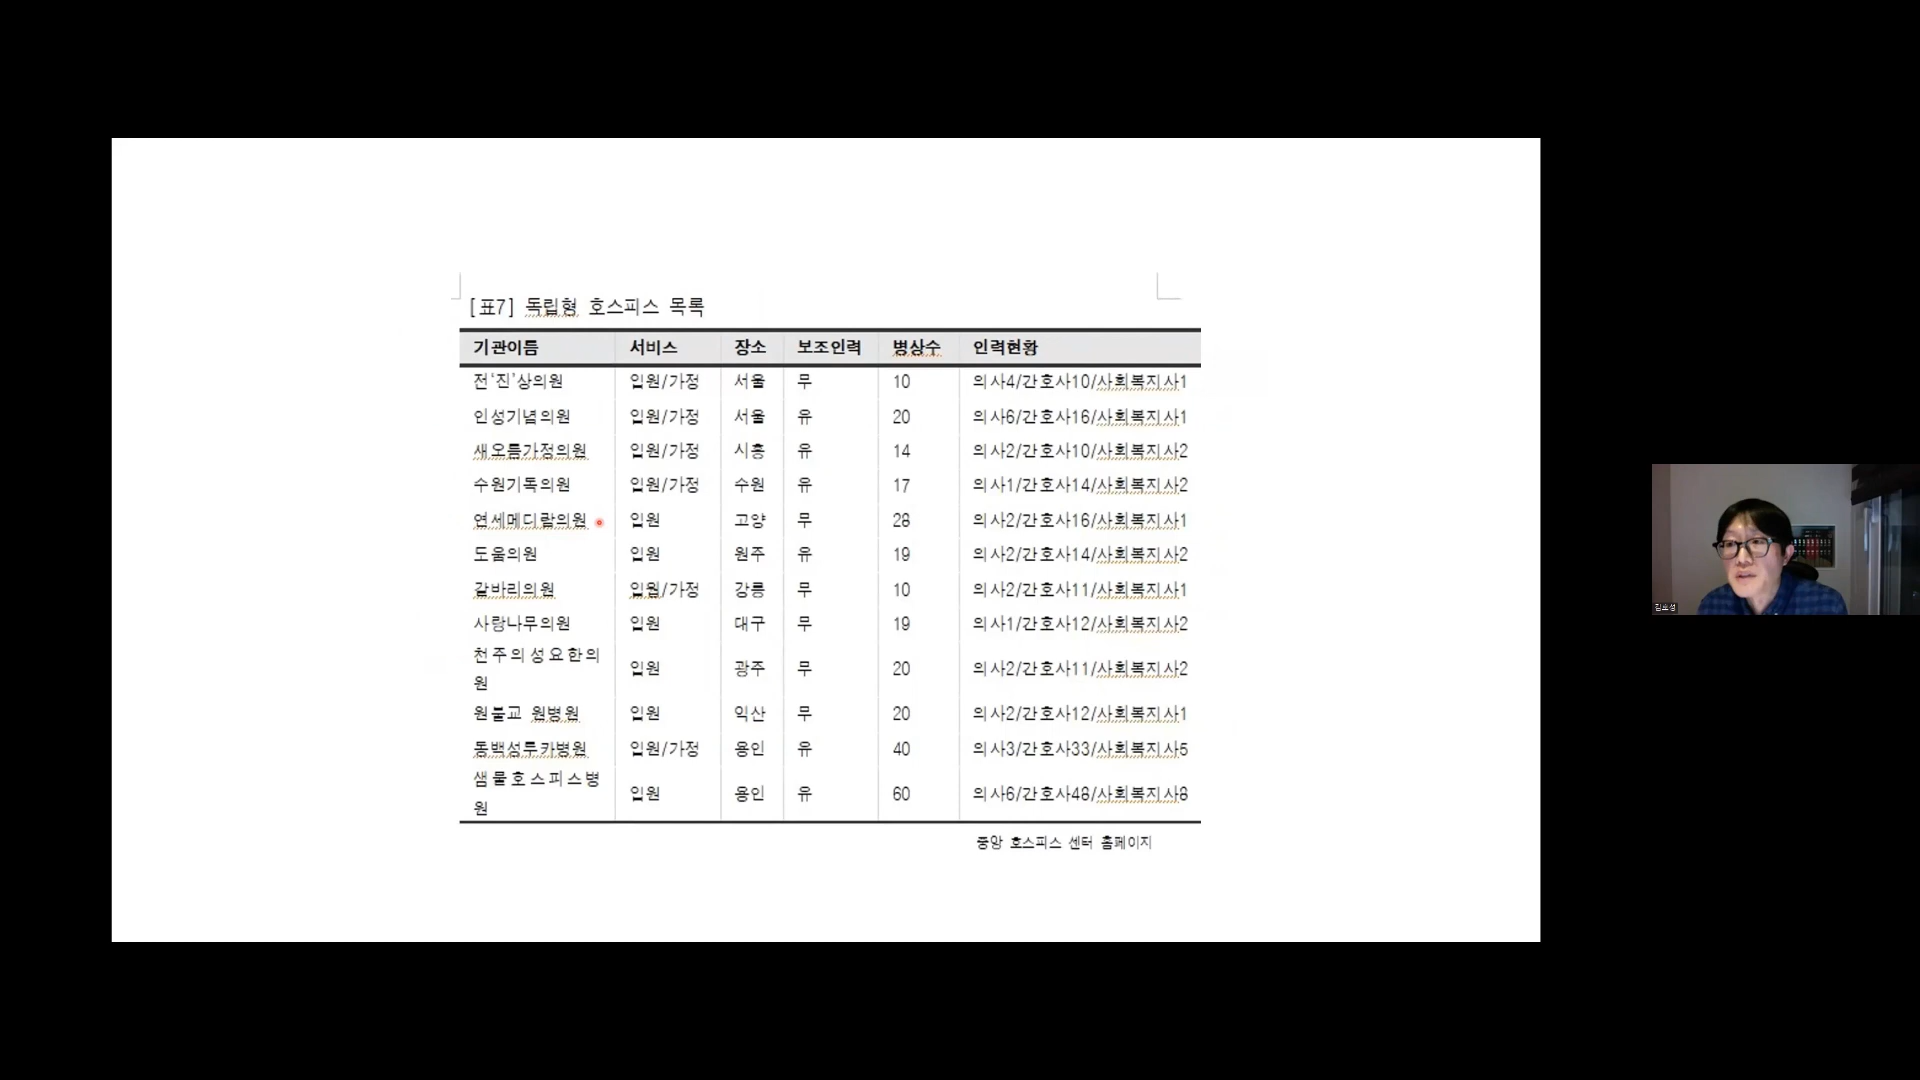 [표7] 독립형 호스피스 목록
기관이름 서비스 장소 보조인력 병상수 인력현황
전‘진’상의원 입원/가정 서울 무 10 의사4/간호사10/사회복지사1
인성기념의원 입원/가정 서울 유 20 의사6/간호사16/사회복지사1
새오름가정의원 입원/가정 시흥 유 14 의사2/간호사10/사회복지사2
수원기독의원 입원/가정 수원 유 17 의사1/간호사14/사회복지사2
연세메디람의원 입원 고양 무 28 의사2/간호사16/사회복지사1
도움의원 입원 원주 유 19 의사2/간호사14/사회복지사2
갈바리의원 입웝/가정 강릉 무 10 의사2/간호사11/사회복지사1
사랑나무의원 입원 대구 무 19 의사1/간호사12/사회복지사2
천주의성요한의
원 입원 광주 무 20 의사2/간호사11/사회복지사2
원불교 원병원 입원 익산 무 20 의사2/간호사12/사회복지사1
동백성루카병원 입원/가정 용인 유 40 의사3/간호사33/사회복지사5
샘물호스피스병
원 입원 용인 유 60 의사6/간호사48/사회복지사8
중앙 호스피스 센터 홈페이지
김호성